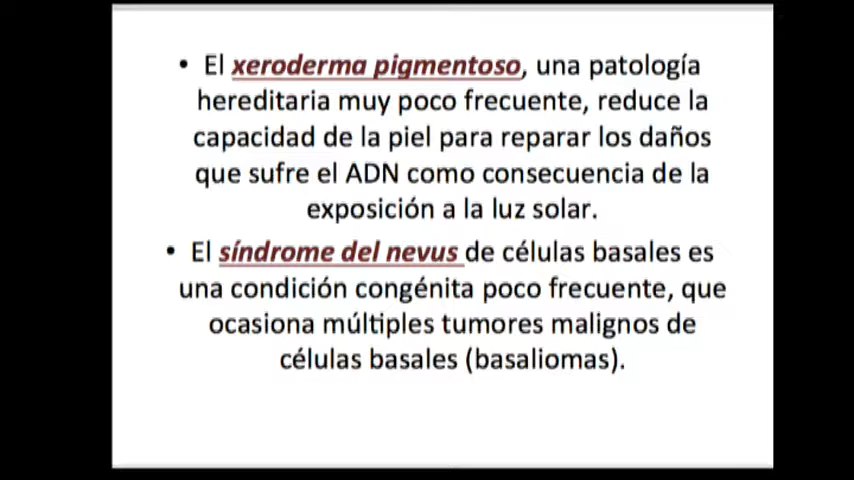 • El xeroderma pigmentoso, una patología
hereditaria muy poco frecuente, reduce la
capacidad de la piel para reparar los daños
que sufre el ADN como consecuencia de la
exposición a la luz solar.
• El síndrome del nevus de células basales es
una condición congénita poco frecuente, que
ocasiona múltiples tumores malignos de
células basales (basaliomas).